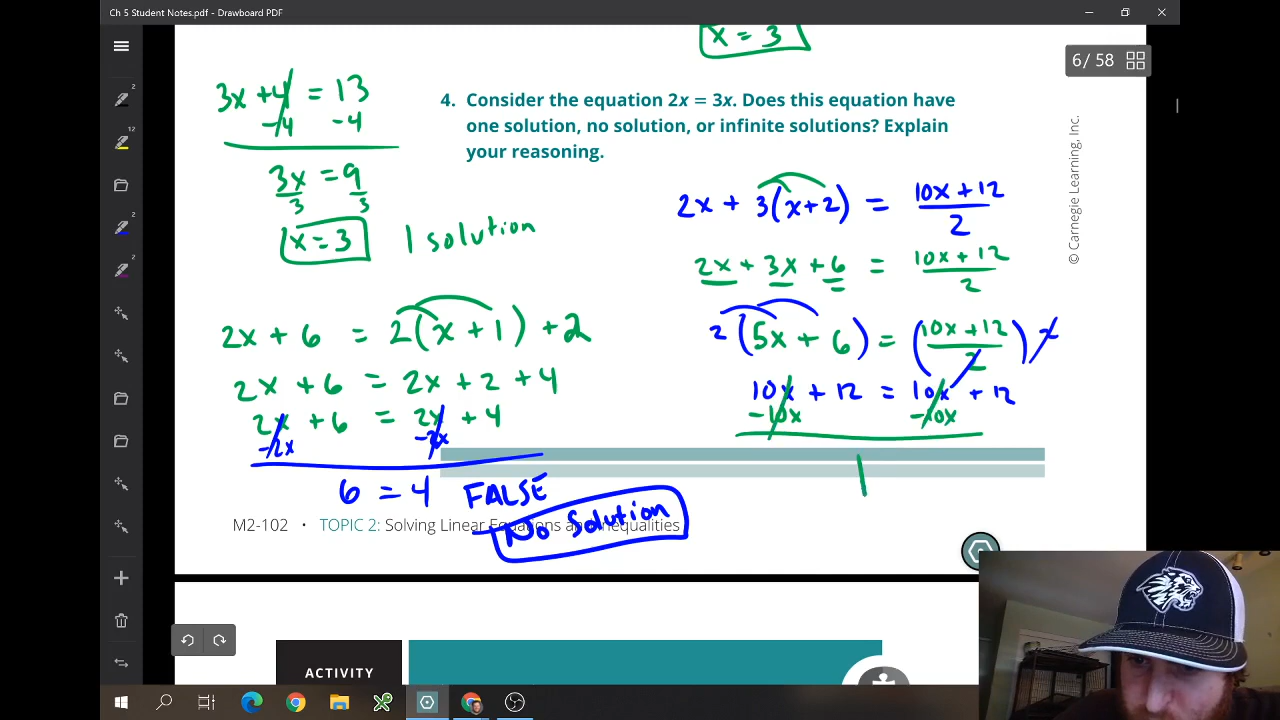 Ch 5 Student Notes.pdf - Drawboard PDF
x = 3
6 / 58
3x + 4 = 13
-4 -4
3x = 9
3 3
x = 3 1 solution
4. Consider the equation 2x = 3x. Does this equation have
one solution, no solution, or infinite solutions? Explain
your reasoning.
© Carnegie Learning, Inc.
2x + 6 = 2(x + 1) + 2
2x + 6 = 2x + 2 + 4
2x + 6 = 2x + 4
-2x -2x
6 = 4 FALSE
No Solution
2x + 3(x + 2) = 10x + 12
2
2x + 3x + 6 = 10x + 12
2
2(5x + 6) = (10x + 12) 2
2
10x + 12 = 10x + 12
-10x -10x
1
M2-102 • TOPIC 2: Solving Linear Equations and Inequalities
ACTIVITY
2
12
2
2